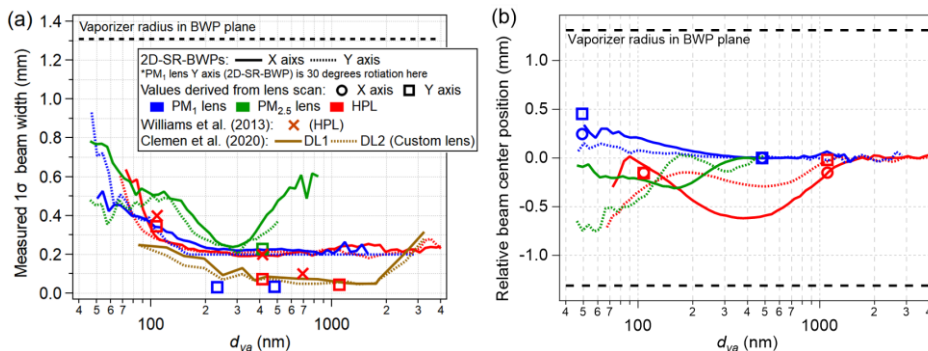 (a)
Vaporizer radius in BWP plane
2D-SR-BWPs: X aixs Y axis
*PM1 lens Y axis (2D-SR-BWP) is 30 degrees rotiation here
Values derived from lens scan: X axis Y axis
PM1 lens PM2.5 lens HPL
Williams et al. (2013): (HPL)
Clemen et al. (2020): DL1 DL2 (Custom lens)
Measured 1σ beam width (mm)
1.4
1.2
1.0
0.8
0.6
0.4
0.2
0.0
4 5 6 7 100 2 3 4 5 6 7 1000 2 3 4
dva (nm)
(b)
Vaporizer radius in BWP plane
Relative beam center position (mm)
1.0
0.5
0.0
-0.5
-1.0
4 5 6 7 100 2 3 4 5 6 7 1000 2 3 4
dva (nm)